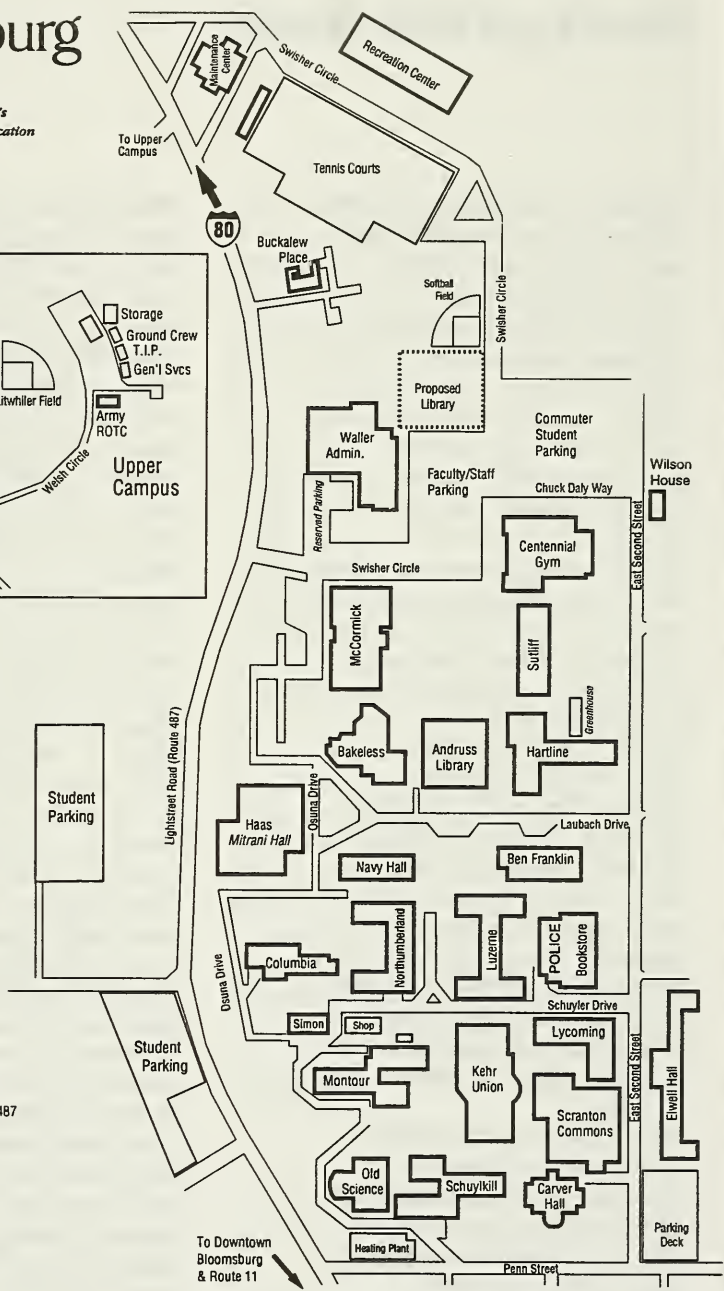 burg
's
cation
Maintenance
Center
Swisher Circle
Recreation Center
To Upper
Campus
Tennis Courts
80
Buckalew
Place
Softball
Field
Swisher Circle
Storage
Ground Crew
T.I.P.
Gen'l Svcs
itwhiler Field
Army
ROTC
Welsh Circle
Upper
Campus
Proposed
Library
Waller
Admin.
Commuter
Student
Parking
Faculty/Staff
Parking
Reserved Parking
Chuck Daly Way
Wilson
House
East Second Street
Centennial
Gym
Swisher Circle
McCormick
Sutliff
Greenhouse
Lightstreet Road (Route 487)
Bakeless
Andruss
Library
Hartline
Student
Parking
Haas
Mitrani Hall
Osuna Drive
Laubach Drive
Navy Hall
Ben Franklin
Northumberland
Luzerne
POLICE
Bookstore
Columbia
Osuna Drive
Schuyler Drive
Simon
Shop
Lycoming
Student
Parking
Montour
Kehr
Union
East Second Street
Elwell Hall
Scranton
Commons
487
Old
Science
Schuylkill
Carver
Hall
Parking
Deck
To Downtown
Bloomsburg
& Route 11
Heating Plant
Penn Street